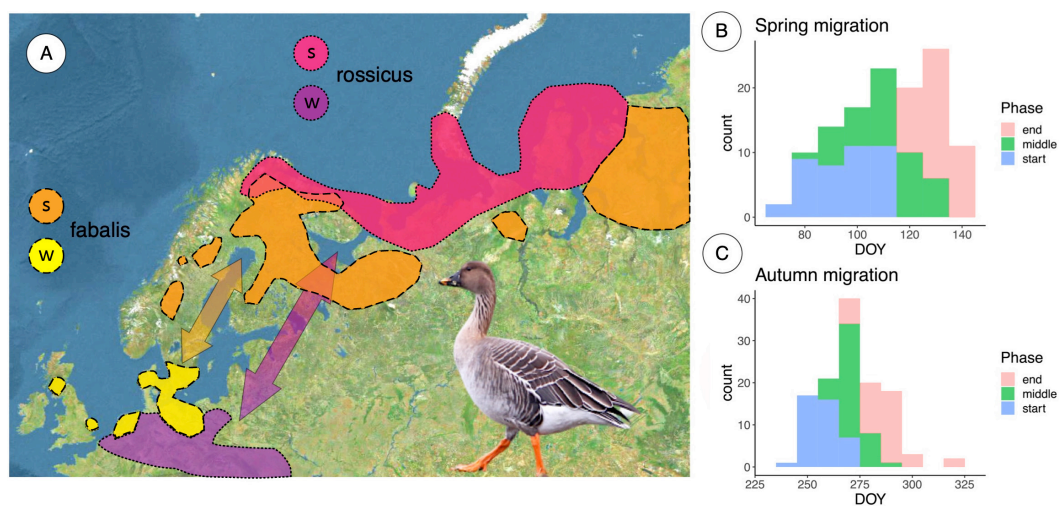 A
s
rossicus
w
s
fabalis
w
B
Spring migration
20
10
0
count
80
100
120
140
DOY
Phase
end
middle
start
C
Autumn migration
40
30
20
10
0
count
225
250
275
300
325
DOY
Phase
end
middle
start